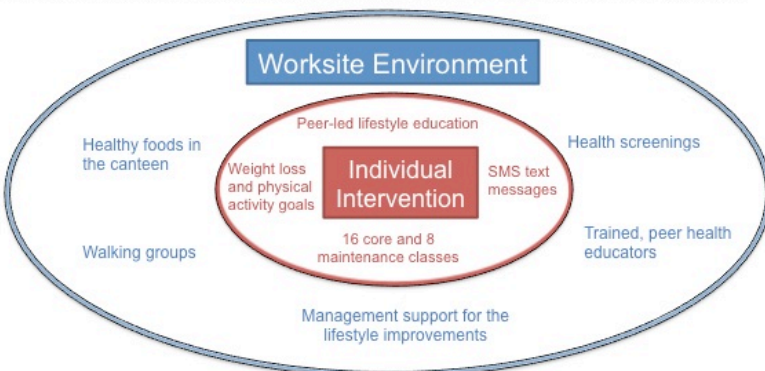 Worksite Environment
Peer-led lifestyle education
Healthy foods in
the canteen
Health screenings
Weight loss
and physical
activity goals
Individual
Intervention
SMS text
messages
16 core and 8
maintenance classes
Walking groups
Trained, peer health
educators
Management support for the
lifestyle improvements